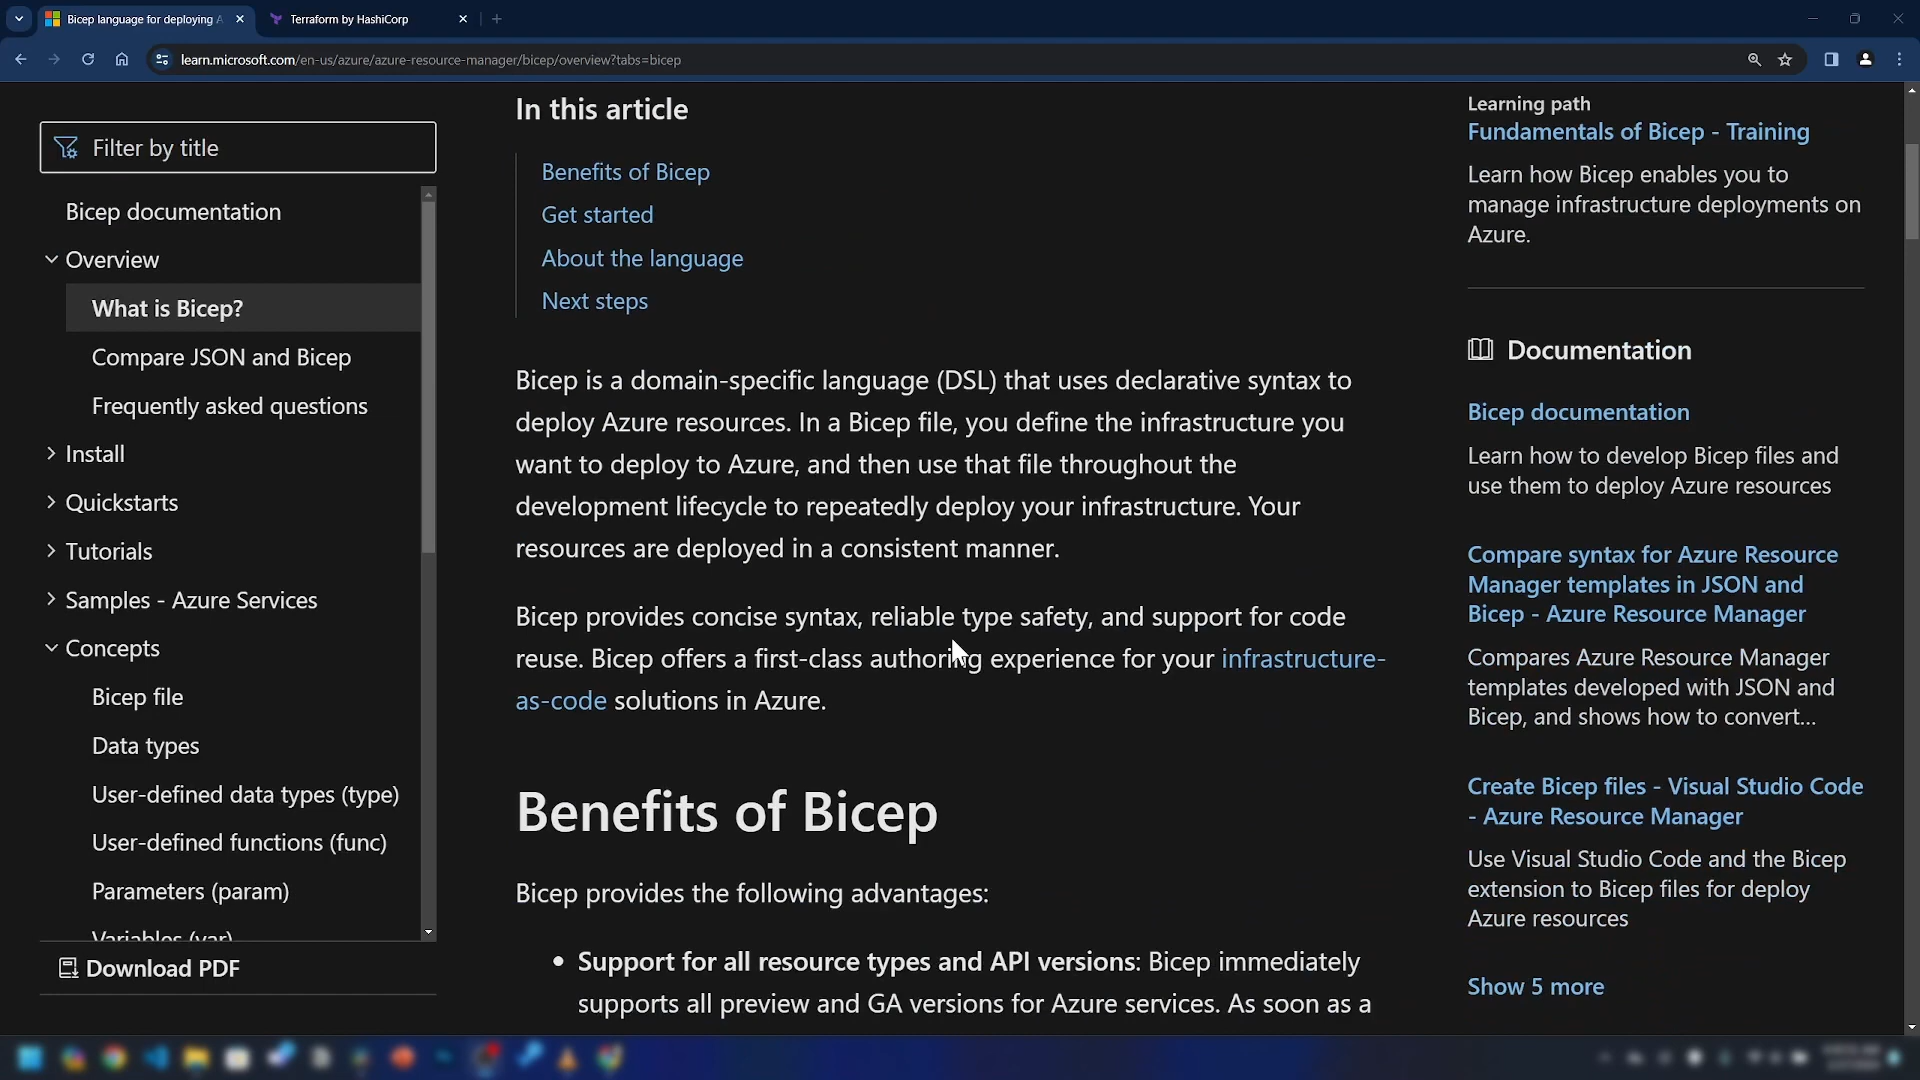 Bicep language for deploying A
Terraform by HashiCorp
learn.microsoft.com/en-us/azure/azure-resource-manager/bicep/overview?tabs=bicep
Filter by title
Bicep documentation
Overview
What is Bicep?
Compare JSON and Bicep
Frequently asked questions
Install
Quickstarts
Tutorials
Samples - Azure Services
Concepts
Bicep file
Data types
User-defined data types (type)
User-defined functions (func)
Parameters (param)
Variables (var)
Download PDF
In this article
Benefits of Bicep
Get started
About the language
Next steps
Bicep is a domain-specific language (DSL) that uses declarative syntax to
deploy Azure resources. In a Bicep file, you define the infrastructure you
want to deploy to Azure, and then use that file throughout the
development lifecycle to repeatedly deploy your infrastructure. Your
resources are deployed in a consistent manner.
Bicep provides concise syntax, reliable type safety, and support for code
reuse. Bicep offers a first-class authoring experience for your infrastructure-
as-code solutions in Azure.
Benefits of Bicep
Bicep provides the following advantages:
• Support for all resource types and API versions: Bicep immediately
supports all preview and GA versions for Azure services. As soon as a
Learning path
Fundamentals of Bicep - Training
Learn how Bicep enables you to
manage infrastructure deployments on
Azure.
Documentation
Bicep documentation
Learn how to develop Bicep files and
use them to deploy Azure resources
Compare syntax for Azure Resource
Manager templates in JSON and
Bicep - Azure Resource Manager
Compares Azure Resource Manager
templates developed with JSON and
Bicep, and shows how to convert...
Create Bicep files - Visual Studio Code
- Azure Resource Manager
Use Visual Studio Code and the Bicep
extension to Bicep files for deploy
Azure resources
Show 5 more